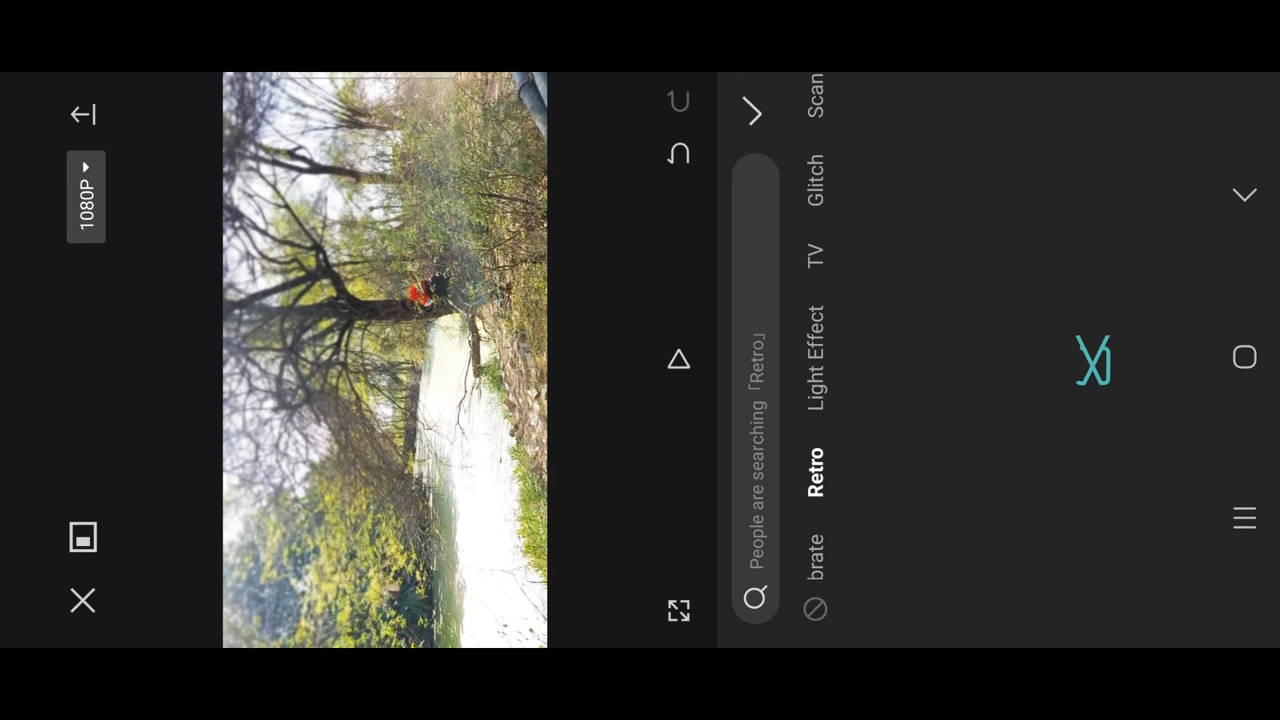 1080P
People are searching「Retro」
brate Retro Light Effect TV Glitch Scan